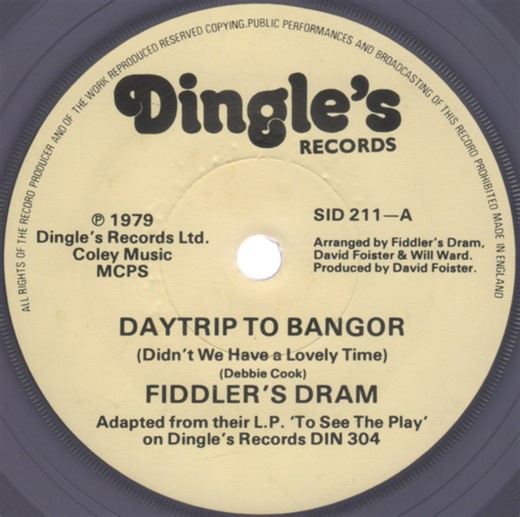 ALL RIGHTS OF THE RECORD PRODUCER AND OF THE WORK REPRODUCED RESERVED COPYING, PUBLIC PERFORMANCES AND BROADCASTING OF THIS RECORD PROHIBITED MADE IN ENGLAND
Dingle's
RECORDS
℗ 1979
Dingle's Records Ltd.
Coley Music
MCPS
SID 211—A
Arranged by Fiddler's Dram,
David Foister & Will Ward.
Produced by David Foister.
DAYTRIP TO BANGOR
(Didn't We Have a Lovely Time)
(Debbie Cook)
FIDDLER'S DRAM
Adapted from their L.P. 'To See The Play'
on Dingle's Records DIN 304